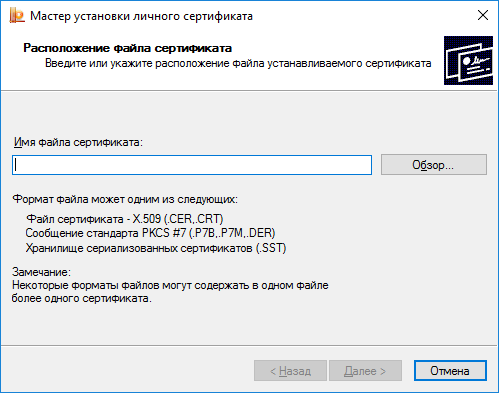 Мастер установки личного сертификата
Расположение файла сертификата
Введите или укажите расположение файла устанавливаемого сертификата
Имя файла сертификата:
Обзор...
Формат файла может одним из следующих:
Файл сертификата - X.509 (.CER,.CRT)
Сообщение стандарта PKCS #7 (.P7B,.P7M,.DER)
Хранилище сериализованных сертификатов (.SST)
Замечание:
Некоторые форматы файлов могут содержать в одном файле
более одного сертификата.
< Назад Далее > Отмена